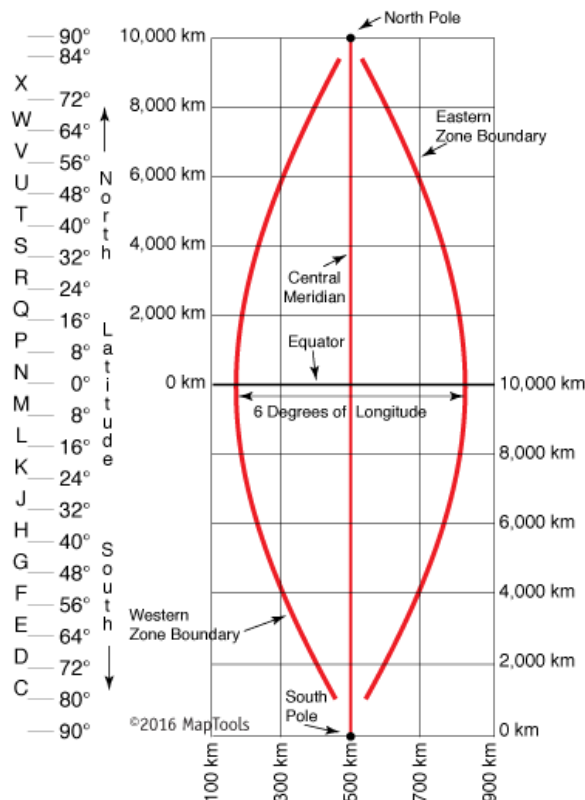 North Pole
90°
10,000 km
84°
X
72°
8,000 km
W
Eastern
Zone Boundary
64°
V
56°
6,000 km
U
48°
North
T
40°
4,000 km
S
32°
Central
Meridian
R
24°
Q
2,000 km
16°
P
Equator
8°
N
0 km
10,000 km
0°
Latitude
M
6 Degrees of Longitude
8°
L
16°
8,000 km
K
24°
J
32°
6,000 km
H
40°
G
South
48°
F
4,000 km
56°
Western
Zone Boundary
E
64°
D
2,000 km
72°
C
80°
South
Pole
©2016 MapTools
90°
0 km
100 km
300 km
500 km
700 km
900 km